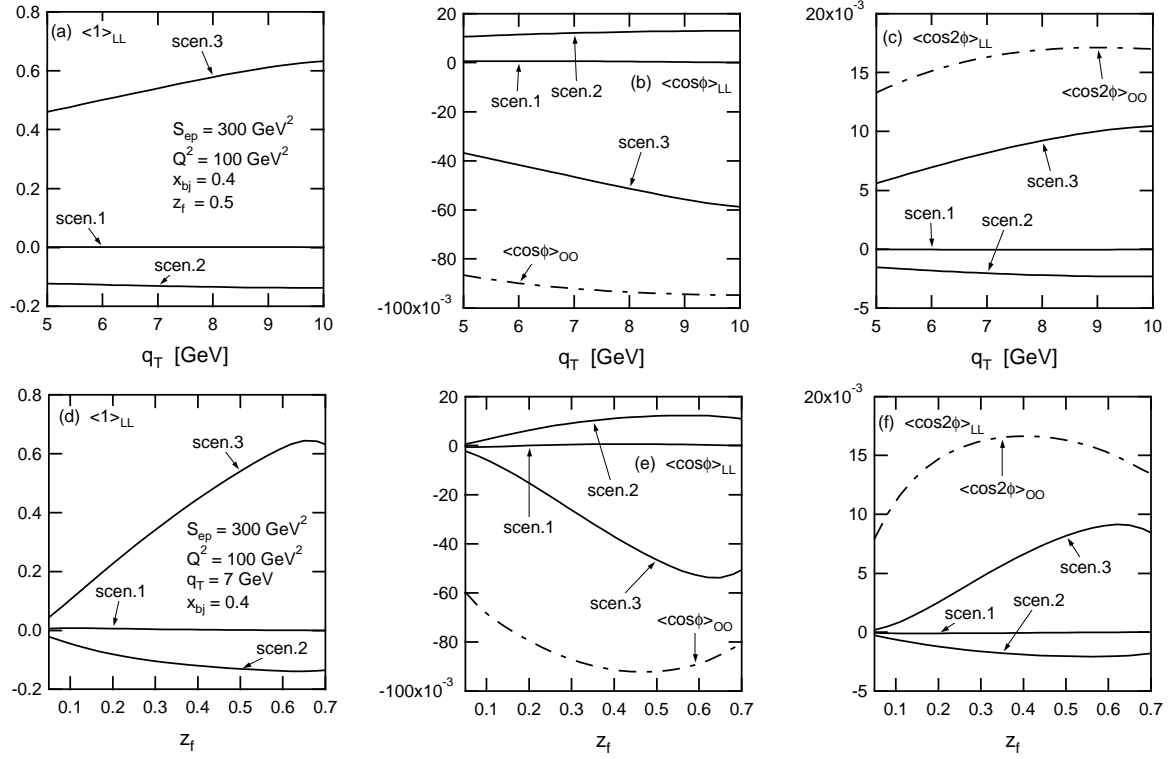 (a) <1>LL
0.8
0.6
0.4
0.2
0.0
-0.2
scen.3
S_ep = 300 GeV^2
Q^2 = 100 GeV^2
x_bj = 0.4
z_f = 0.5
scen.1
scen.2
5 6 7 8 9 10
q_T [GeV]
20
0
-20
-40
-60
-80
-100x10^-3
scen.1
scen.2
(b) <cosϕ>LL
scen.3
<cosϕ>OO
5 6 7 8 9 10
q_T [GeV]
20x10^-3
15
10
5
0
-5
(c) <cos2ϕ>LL
<cos2ϕ>OO
scen.3
scen.1
scen.2
5 6 7 8 9 10
q_T [GeV]
0.8
0.6
0.4
0.2
0.0
-0.2
(d) <1>LL
scen.3
S_ep = 300 GeV^2
Q^2 = 100 GeV^2
q_T = 7 GeV
x_bj = 0.4
scen.1
scen.2
0.1 0.2 0.3 0.4 0.5 0.6 0.7
z_f
20
0
-20
-40
-60
-80
-100x10^-3
(e) <cosϕ>LL
scen.2
scen.1
scen.3
<cosϕ>OO
0.1 0.2 0.3 0.4 0.5 0.6 0.7
z_f
20x10^-3
15
10
5
0
-5
(f) <cos2ϕ>LL
<cos2ϕ>OO
scen.3
scen.1
scen.2
0.1 0.2 0.3 0.4 0.5 0.6 0.7
z_f